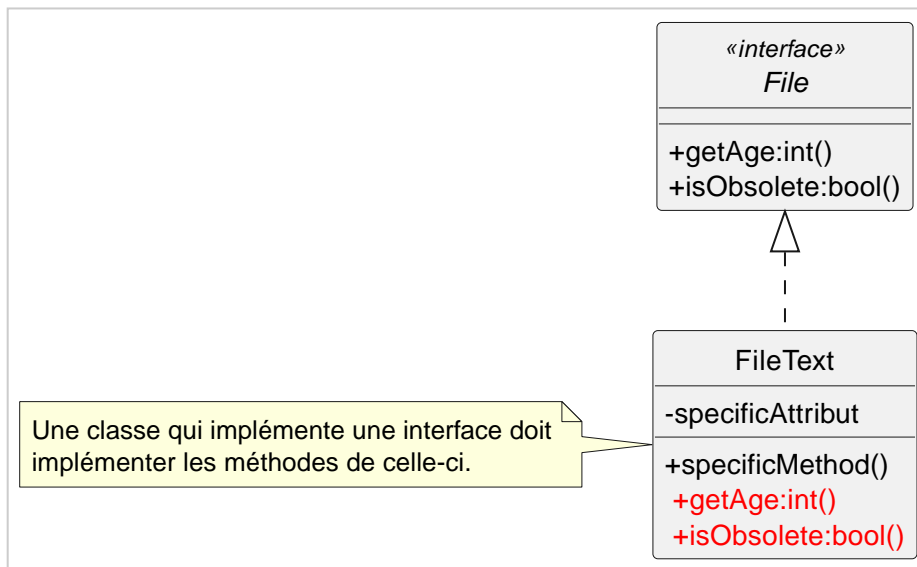 «interface»
File
+getAge:int()
+isObsolete:bool()
FileText
-specificAttribut
+specificMethod()
+getAge:int()
+isObsolete:bool()
Une classe qui implémente une interface doit
implémenter les méthodes de celle-ci.